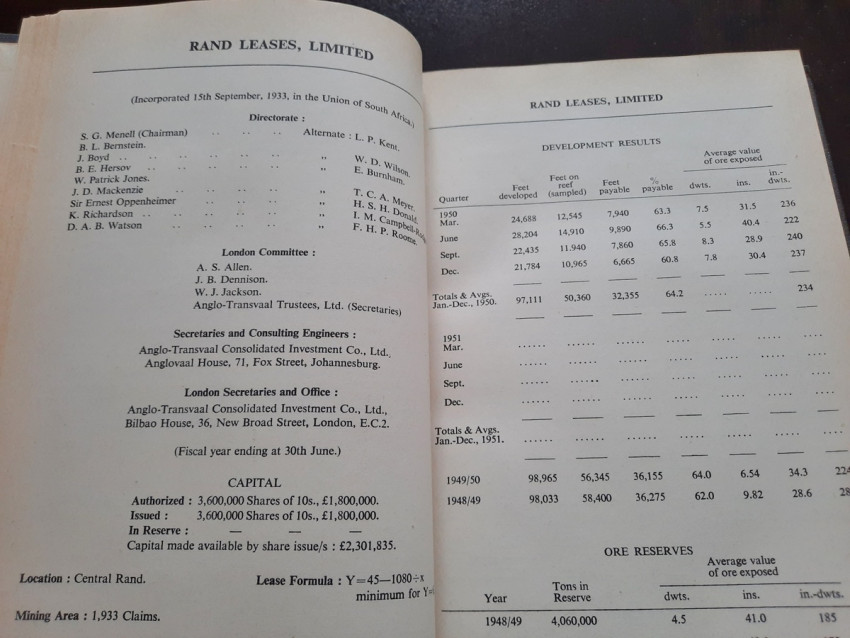 RAND LEASES, LIMITED
(Incorporated 15th September, 1933, in the Union of South Africa.)
Directorate :
S. G. Menell (Chairman) .. .. .. Alternate : L. P. Kent.
B. L. Bernstein.
J. Boyd .. .. .. .. .. ,, W. D. Wilson.
B. E. Hersov .. .. .. .. ,, E. Burnham.
W. Patrick Jones.
J. D. Mackenzie .. .. .. .. ,, T. C. A. Meyer.
Sir Ernest Oppenheimer .. .. .. ,, H. S. H. Donald.
K. Richardson .. .. .. .. .. ,, I. M. Campbell-
D. A. B. Watson .. .. .. .. ,, F. H. P.
London Committee :
A. S. Allen.
J. B. Dennison.
W. J. Jackson.
Anglo-Transvaal Trustees, Ltd. (Secretaries)
Secretaries and Consulting Engineers :
Anglo-Transvaal Consolidated Investment Co., Ltd.,
Anglovaal House, 71, Fox Street, Johannesburg.
London Secretaries and Office :
Anglo-Transvaal Consolidated Investment Co., Ltd.,
Bilbao House, 36, New Broad Street, London, E.C.2.
(Fiscal year ending at 30th June.)
CAPITAL
Authorized : 3,600,000 Shares of 10s., £1,800,000.
Issued : 3,600,000 Shares of 10s., £1,800,000.
In Reserve : — — —
Capital made available by share issue/s : £2,301,835.
Location : Central Rand. Lease Formula : Y=45—1080÷x
minimum for Y=
Mining Area : 1,933 Claims.
RAND LEASES, LIMITED
DEVELOPMENT RESULTS
Average value
of ore exposed
Quarter Feet developed Feet on reef (sampled) Feet payable % payable dwts. ins. in.-dwts.
1950
Mar. 24,688 12,545 7,940 63.3 7.5 31.5 236
June 28,204 14,910 9,890 66.3 5.5 40.4 222
Sept. 22,435 11.940 7,860 65.8 8.3 28.9 240
Dec. 21,784 10,965 6,665 60.8 7.8 30.4 237
Totals & Avgs.
Jan.-Dec., 1950. 97,111 50,360 32,355 64.2 ..... ..... 234
1951
Mar. ...... ...... ...... .... .... .... ....
June ...... ...... ...... .... .... .... ....
Sept. ...... ...... ...... .... .... .... ....
Dec. ...... ...... ...... .... .... .... ....
Totals & Avgs.
Jan.-Dec., 1951. ...... ...... ...... .... .... .... ....
1949/50 98,965 56,345 36,155 64.0 6.54 34.3 224
1948/49 98,033 58,400 36,275 62.0 9.82 28.6 28
ORE RESERVES
Average value
of ore exposed
Year Tons in Reserve dwts. ins. in.-dwts.
1948/49 4,060,000 4.5 41.0 185